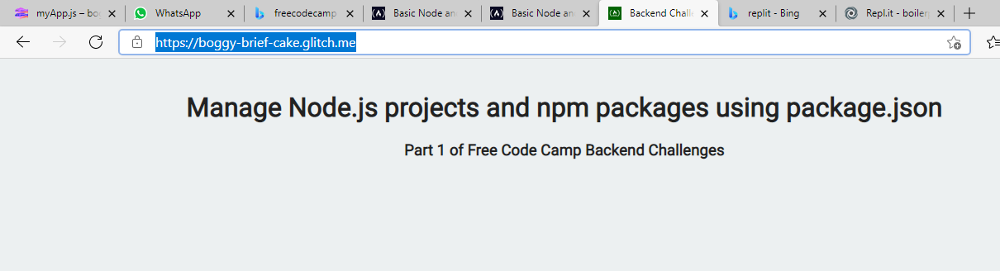 myApp.js – bo
WhatsApp
freecodecamp
Basic Node an
Basic Node an
Backend Chall
replit - Bing
Repl.it - boiler
https://boggy-brief-cake.glitch.me
Manage Node.js projects and npm packages using package.json
Part 1 of Free Code Camp Backend Challenges